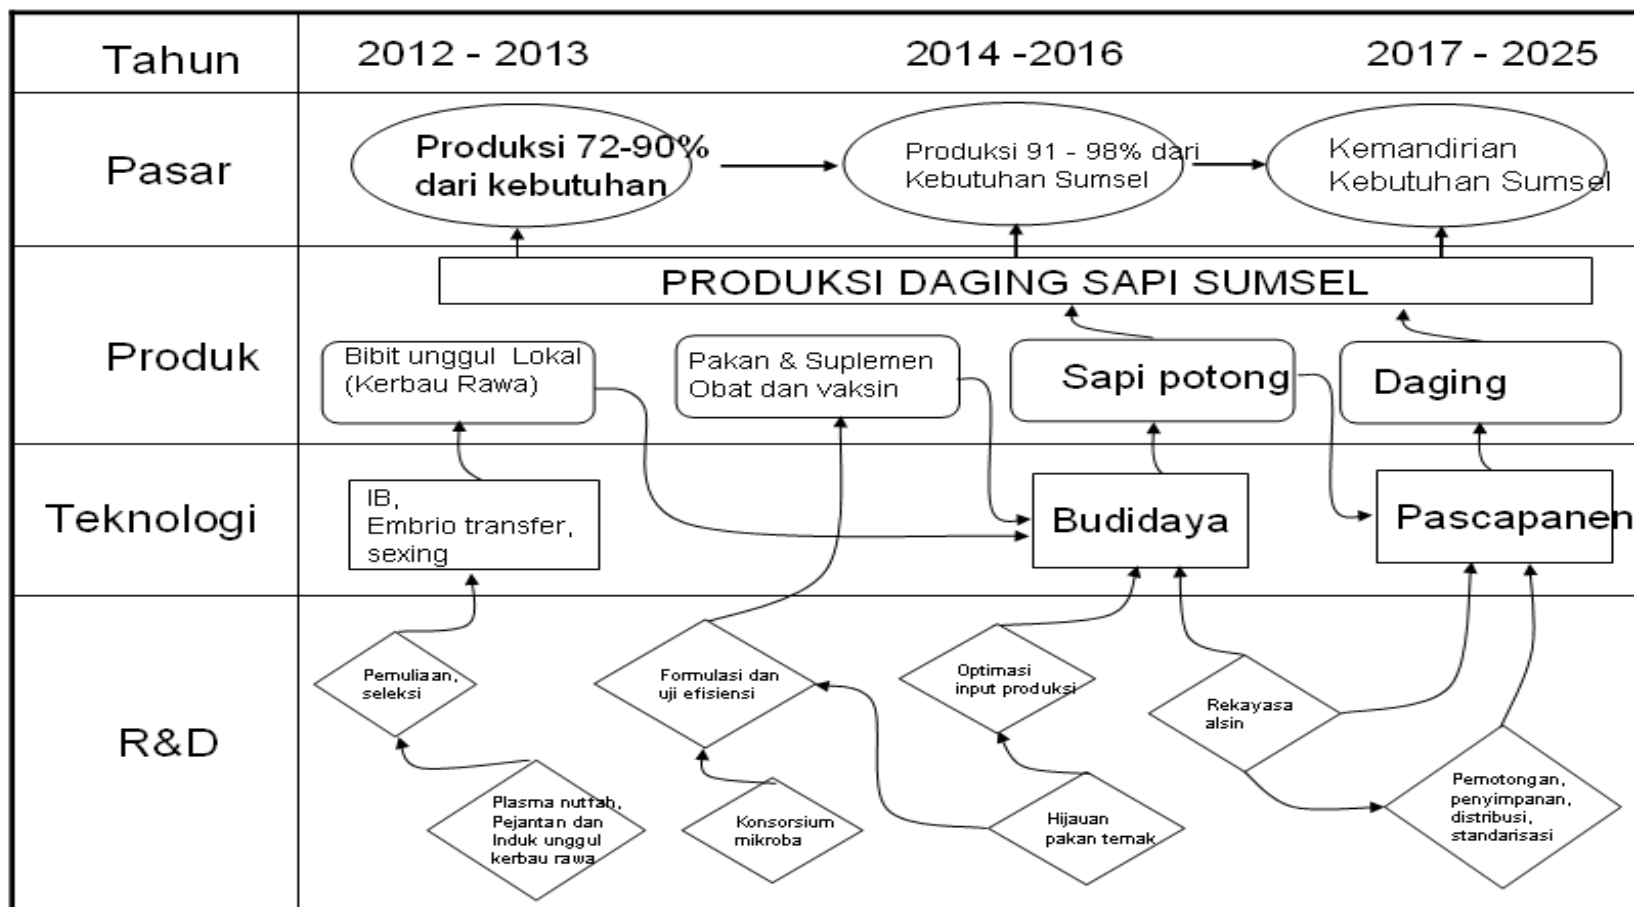 Tahun
2012 - 2013
2014 -2016
2017 - 2025
Pasar
Produksi 72-90%
dari kebutuhan
Produksi 91 - 98% dari
Kebutuhan Sumsel
Kemandirian
Kebutuhan Sumsel
Produk
PRODUKSI DAGING SAPI SUMSEL
Bibit unggul Lokal
(Kerbau Rawa)
Pakan & Suplemen
Obat dan vaksin
Sapi potong
Daging
Teknologi
IB,
Embrio transfer,
sexing
Budidaya
Pascapanen
R&D
Pemuliaan,
seleksi
Formulasi dan
uji efisiensi
Optimasi
input produksi
Rekayasa
alsin
Plasma nutfah,
Pejantan dan
Induk unggul
kerbau rawa
Konsorsium
mikroba
Hijauan
pakan ternak
Pemotongan,
penyimpanan,
distribusi,
standarisasi